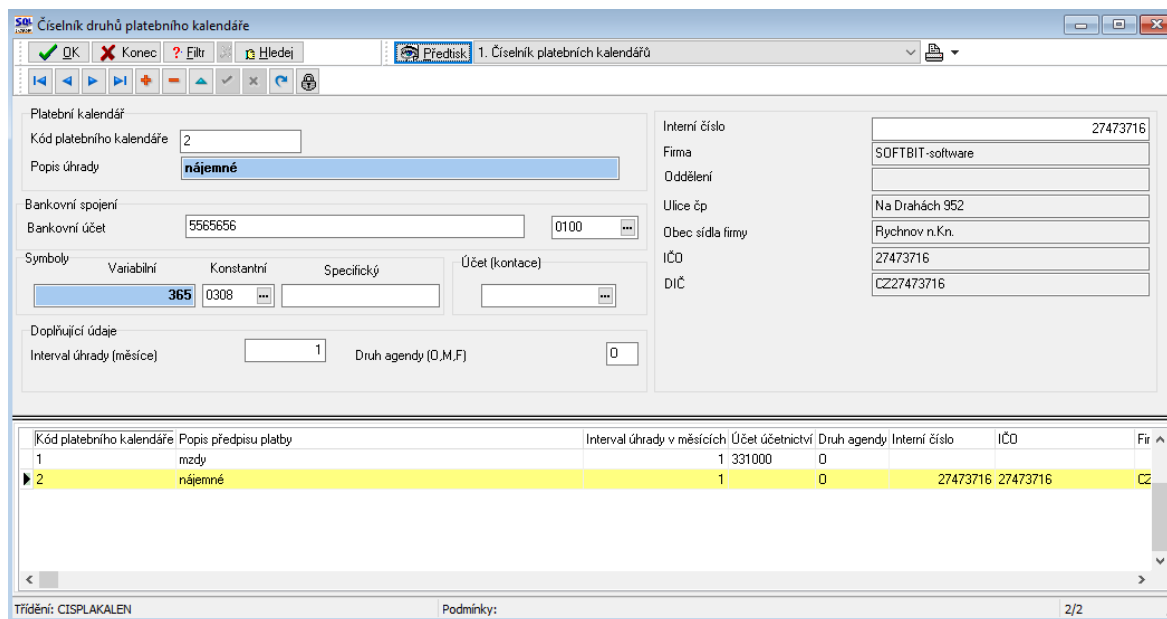 SQL Číselník druhů platebního kalendáře
OK Konec ? Filtr Hledej Předtisk 1. Číselník platebních kalendářů
Platební kalendář
Kód platebního kalendáře 2
Popis úhrady nájemné
Bankovní spojení
Bankovní účet 5565656 0100 ...
Symboly
Variabilní Konstantní Specifický
365 0308 ...
Účet (kontace)
...
Doplňující údaje
Interval úhrady (měsíce) 1 Druh agendy (O,M,F) O
Interní číslo 27473716
Firma SOFTBIT-software
Oddělení
Ulice čp Na Drahách 952
Obec sídla firmy Rychnov n.Kn.
IČO 27473716
DIČ CZ27473716
Kód platebního kalendáře Popis předpisu platby Interval úhrady v měsících Účet účetnictví Druh agendy Interní číslo IČO Fir
1 mzdy 1 331000 O
2 nájemné 1 O 27473716 27473716 CZ
Třídění: CISPLAKALEN Podmínky: 2/2